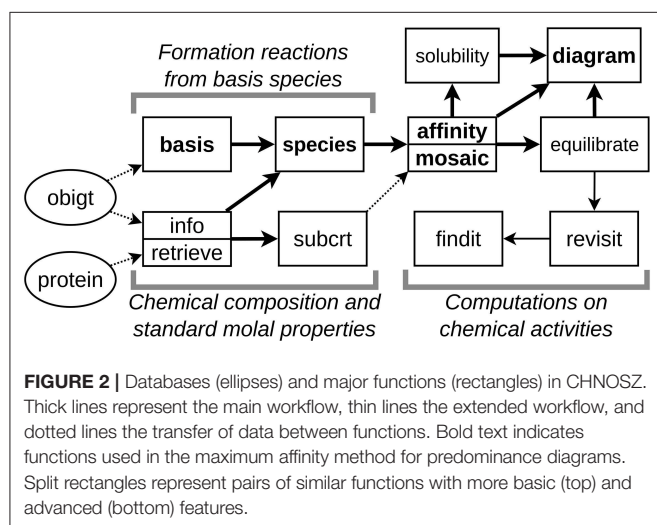 Formation reactions
from basis species
solubility
diagram
basis
species
affinity
mosaic
equilibrate
obigt
info
retrieve
subcrt
findit
revisit
protein
Chemical composition and
standard molal properties
Computations on
chemical activities
FIGURE 2 | Databases (ellipses) and major functions (rectangles) in CHNOSZ.
Thick lines represent the main workflow, thin lines the extended workflow, and
dotted lines the transfer of data between functions. Bold text indicates
functions used in the maximum affinity method for predominance diagrams.
Split rectangles represent pairs of similar functions with more basic (top) and
advanced (bottom) features.